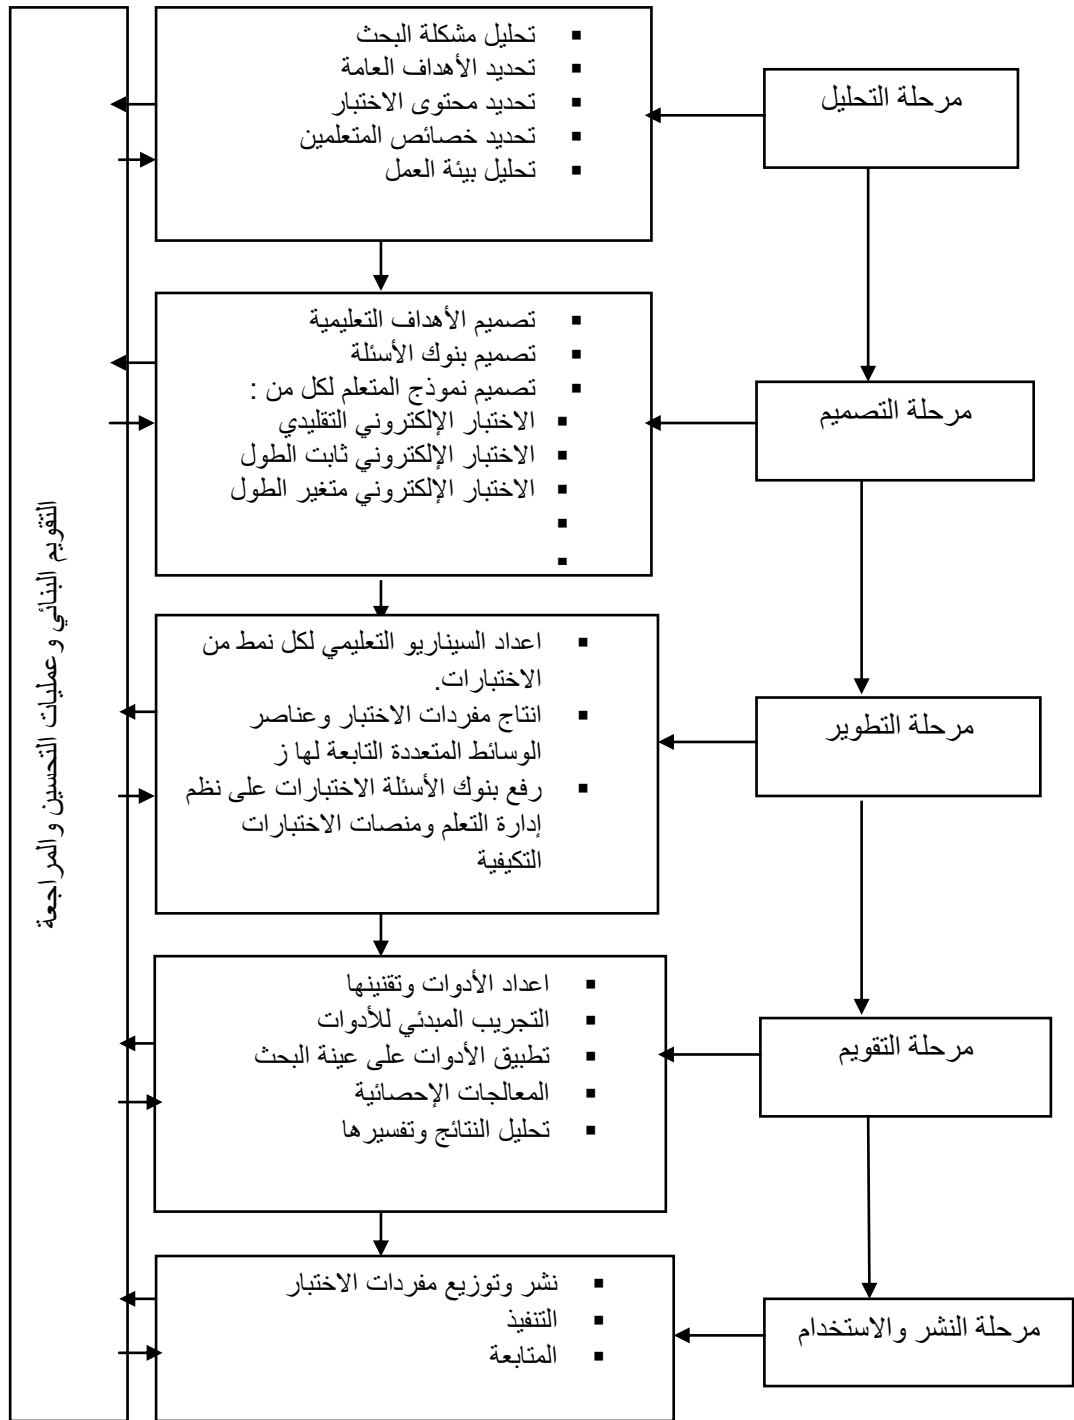 مرحلة التحليل
تحليل مشكلة البحث
تحديد الأهداف العامة
تحديد محتوى الاختبار
تحديد خصائص المتعلمين
تحليل بيئة العمل
مرحلة التصميم
تصميم الأهداف التعليمية
تصميم بنوك الأسئلة
تصميم نموذج المتعلم لكل من :
الاختبار الإلكتروني التقليدي
الاختبار الإلكتروني ثابت الطول
الاختبار الإلكتروني متغير الطول
مرحلة التطوير
اعداد السيناريو التعليمي لكل نمط من
الاختبارات.
انتاج مفردات الاختبار وعناصر
الوسائط المتعددة التابعة لها ز
رفع بنوك الأسئلة الاختبارات على نظم
إدارة التعلم ومنصات الاختبارات
التكيفية
مرحلة التقويم
اعداد الأدوات وتقنينها
التجريب المبدئي للأدوات
تطبيق الأدوات على عينة البحث
المعالجات الإحصائية
تحليل النتائج وتفسيرها
مرحلة النشر والاستخدام
نشر وتوزيع مفردات الاختبار
التنفيذ
المتابعة
التقويم البنائي وعمليات التحسين والمراجعة